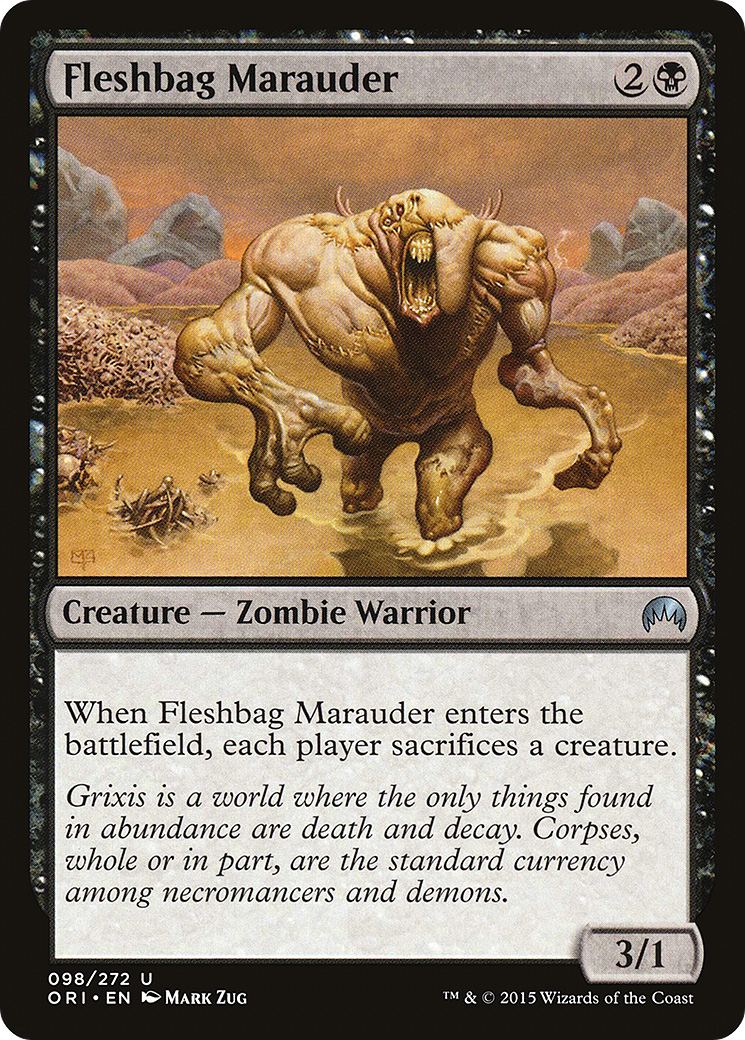 Fleshbag Marauder 2
Creature — Zombie Warrior
When Fleshbag Marauder enters the
battlefield, each player sacrifices a creature.
Grixis is a world where the only things found
in abundance are death and decay. Corpses,
whole or in part, are the standard currency
among necromancers and demons.
3/1
098/272 U
ORI • EN Mark Zug
™ & © 2015 Wizards of the Coast